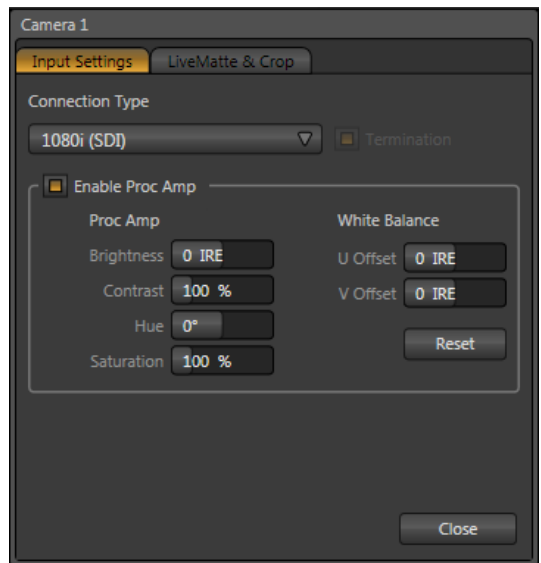 Camera 1
Input Settings LiveMatte & Crop
Connection Type
1080i (SDI) Termination
Enable Proc Amp
Proc Amp White Balance
Brightness 0 IRE U Offset 0 IRE
Contrast 100 % V Offset 0 IRE
Hue 0°
Reset
Saturation 100 %
Close